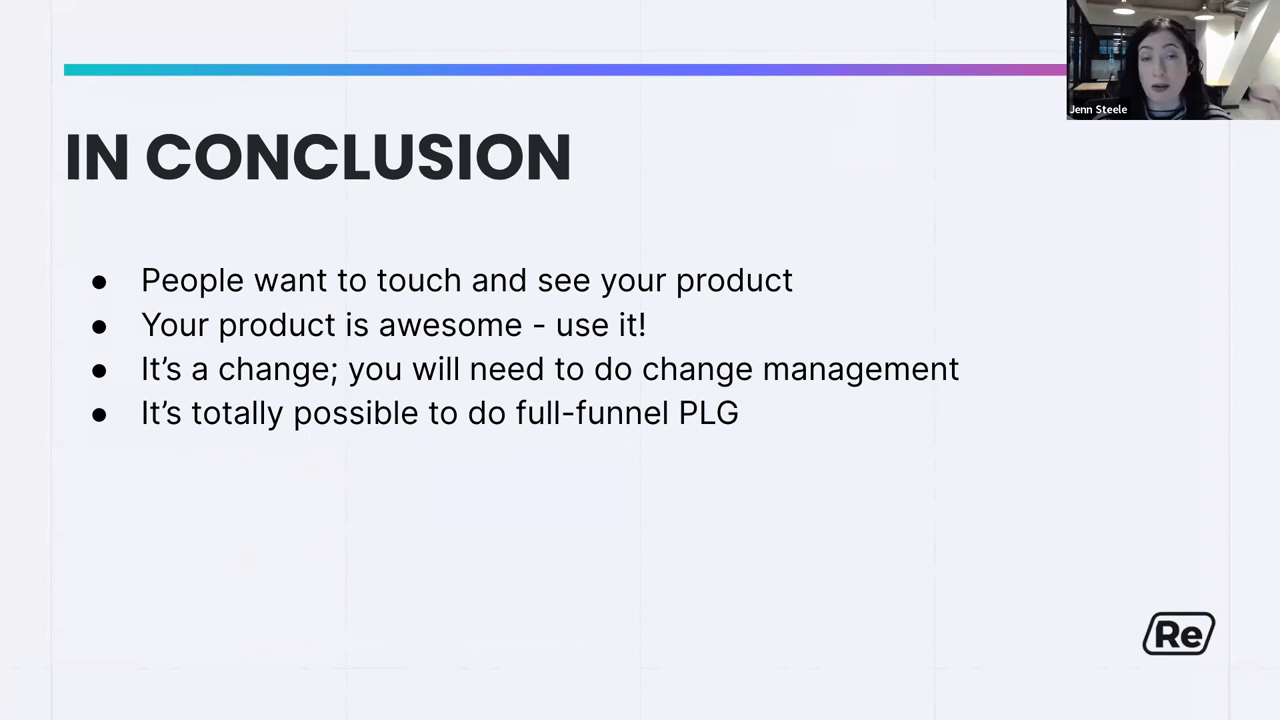 Jenn Steele
IN CONCLUSION
● People want to touch and see your product
● Your product is awesome - use it!
● It’s a change; you will need to do change management
● It’s totally possible to do full-funnel PLG
Re